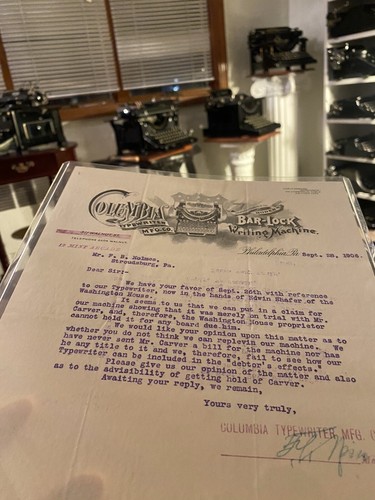 COLUMBIA
TYPEWRITER
MFG. CO.
BAR-LOCK
Writing Machine.
Philadelphia, Pa. Sept. 28,
Mr. F. B. Holmes,
Stroudsburg, Pa.
Dear Sir:-
We have your favor of Sept. 26th with reference
to our typewriter, now in the hands of Edwin Shafer of the
Washington House.
It seems to us that we can put in a claim for
our machine showing that it was merely on trial with Mr.
Carver, and, therefore, the Washington House proprietor
cannot hold it for any board due him.
We would like your opinion upon this matter as to
whether you do not think we can replevin our machine. We
have never sent Mr. Carver a bill for the machine nor has
he any title to it and we, therefore, fail to see how our
Typewriter can be included in the "debtor's effects."
Please give us your opinion of the matter and also
as to the advisibility of getting hold of Carver.
Awaiting your reply, we remain,
Yours very truly,
COLUMBIA TYPEWRITER MFG.